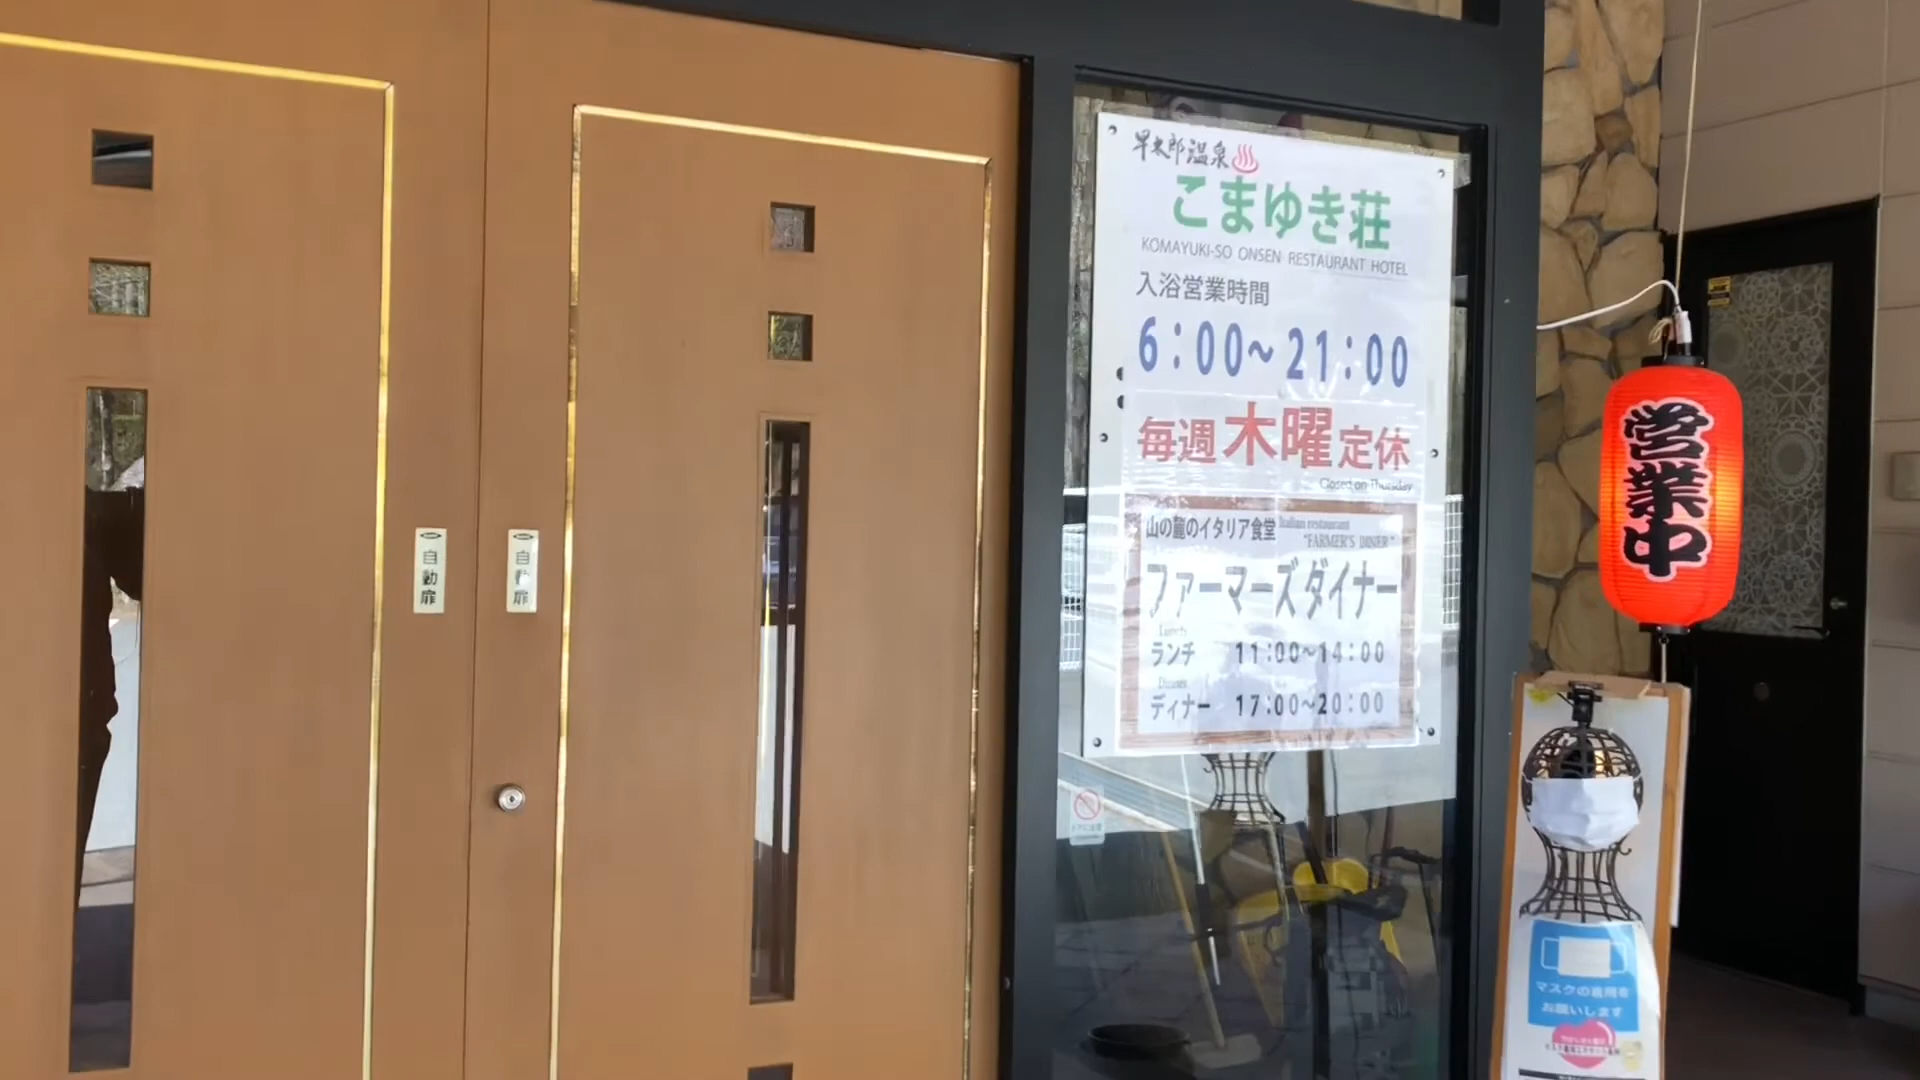 自動扉
自動扉
早太郎温泉
こまゆき荘
KOMAYUKI-SO ONSEN RESTAURANT HOTEL
入浴営業時間
6:00～21:00
毎週木曜定休
Closed on Thursday
山の麓のイタリア食堂 Italian restaurant
"FARMER'S DINER"
ファーマーズダイナー
Lunch
ランチ 11:00～14:00
Dinner
ディナー 17:00～20:00
営業中
マスクの着用を
お願いします